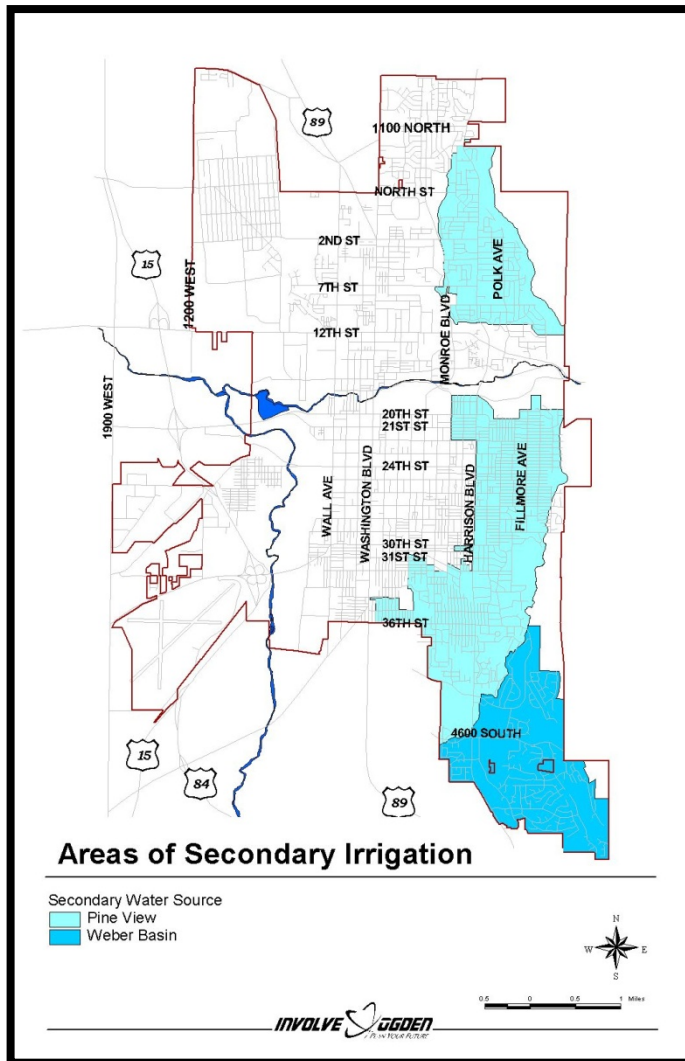 89
1100 NORTH
NORTH ST
2ND ST
POLK AVE
15
7TH ST
1200 WEST
12TH ST
MONROE BLVD
1900 WEST
20TH ST
21ST ST
24TH ST
WALL AVE
WASHINGTON BLVD
HARRISON BLVD
FILLMORE AVE
30TH ST
31ST ST
36TH ST
4600 SOUTH
15
84
89
Areas of Secondary Irrigation
Secondary Water Source
Pine View
Weber Basin
N
W E
S
0.5 0 0.5 1 Miles
INVOLVE OGDEN
PLAN YOUR FUTURE